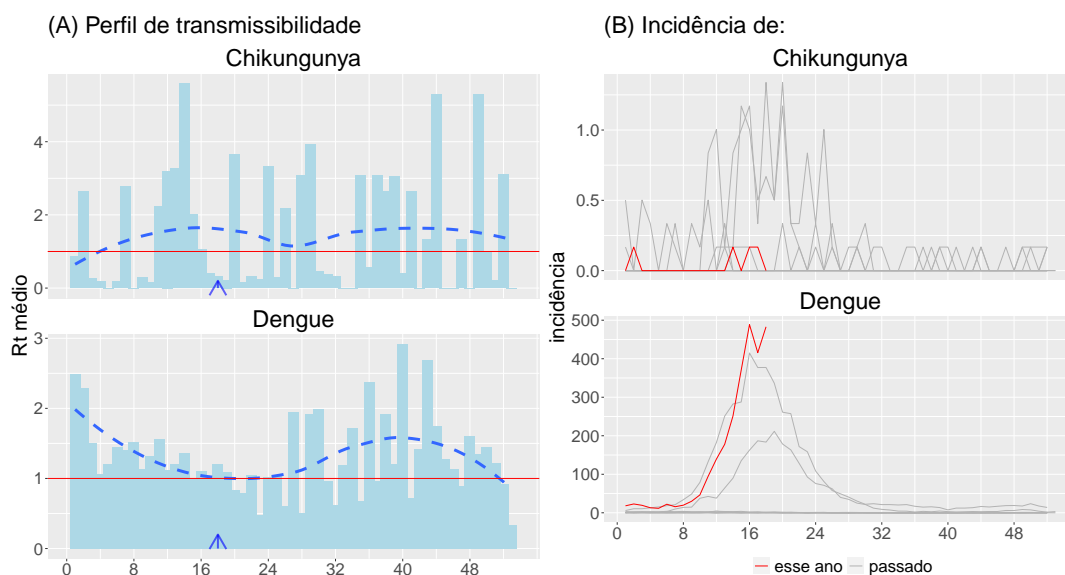 (A) Perfil de transmissibilidade
Chikungunya
4
2
0
Dengue
3
2
1
0
0 8 16 24 32 40 48
Rt médio
(B) Incidência de:
Chikungunya
1.0
0.5
0.0
Dengue
500
400
300
200
100
0
0 8 16 24 32 40 48
incidência
esse ano passado